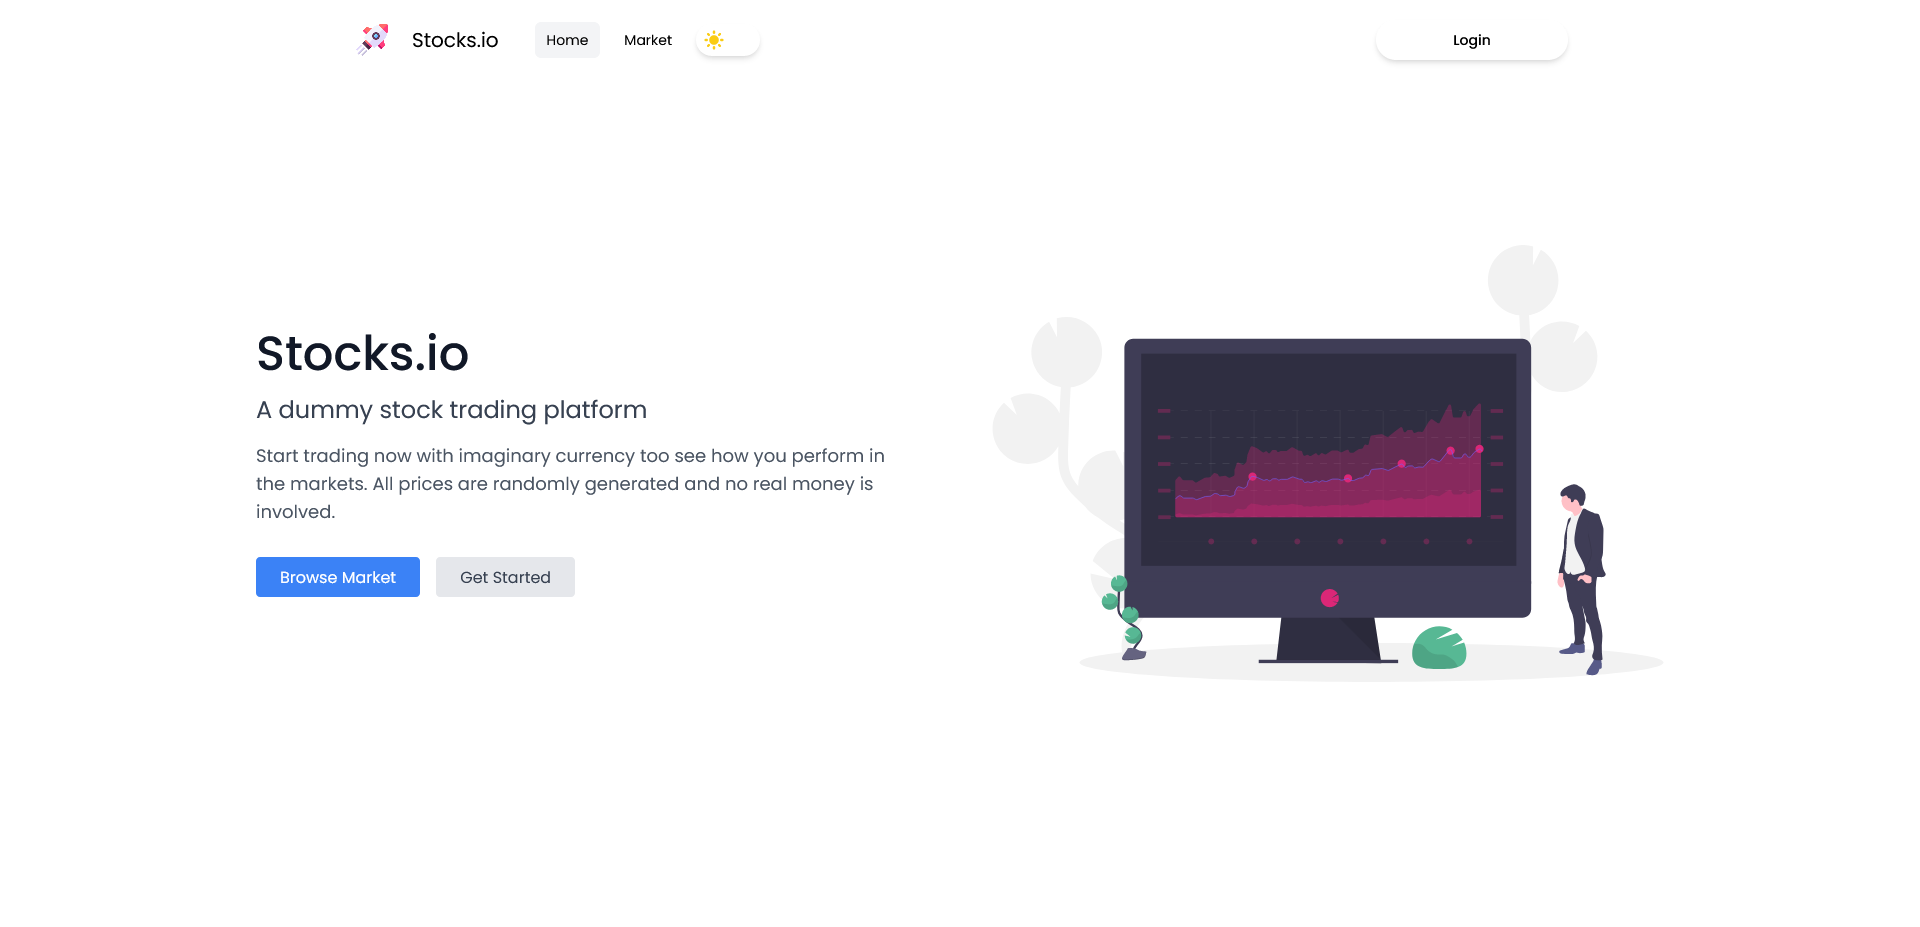 Stocks.io
Home
Market
Login
Stocks.io
A dummy stock trading platform
Start trading now with imaginary currency too see how you perform in
the markets. All prices are randomly generated and no real money is
involved.
Browse Market
Get Started